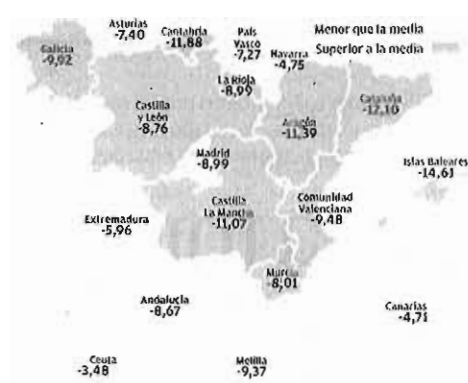 Asturias
-7,40
Cantabria
-11,88
País
Vasco
-7,27
Menor que la media
Superior a la media
Galicia
-9,92
Navarra
-4,75
La Rioja
-8,99
Castilla
y León
-8,76
Cataluña
-12,10
Aragón
-11,39
Madrid
-8,99
Islas Baleares
-14,61
Castilla
La Mancha
-11,07
Comunidad
Valenciana
-9,48
Extremadura
-5,96
Murcia
-8,01
Andalucía
-8,67
Canarias
-4,71
Ceuta
-3,48
Melilla
-9,37